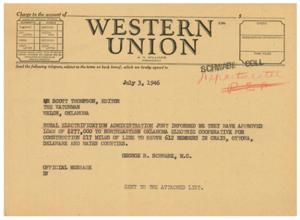 Charge to the account of
$
WESTERN
UNION
SCHWABE COLL
Send the following telegram, subject to the terms on back hereof, which are hereby agreed to
July 3, 1946
MR SCOTT THOMPSON, EDITOR
THE VATERMAN
WELCH, OKLAHOMA
RURAL ELECTRIFICATION ADMINISTRATION JUST INFORMED ME THEY HAVE APPROVED
LOAN OF $277,000 TO NORTHEASTERN OKLAHOMA ELECTRIC COOPERATIVE FOR
CONSTRUCTION 217 MILES OF LINE TO SERVE 612 MEMBERS IN CRAIG, OTTAWA,
DELAWARE AND MAYES COUNTIES.
GEORGE B. SCHWABE, M.C.
OFFICIAL MESSAGE
SENT TO THE ATTACHED LIST.